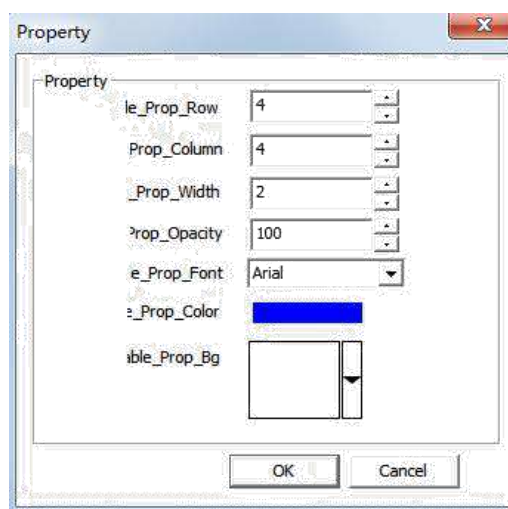 Property
Property
le_Prop_Row 4
Prop_Column 4
_Prop_Width 2
Prop_Opacity 100
e_Prop_Font Arial
e_Prop_Color
able_Prop_Bg
OK Cancel